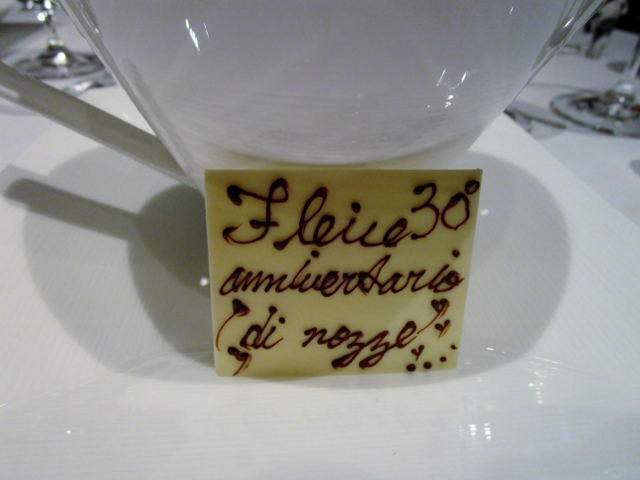 Felice 30°
anniversario
(di nozze)